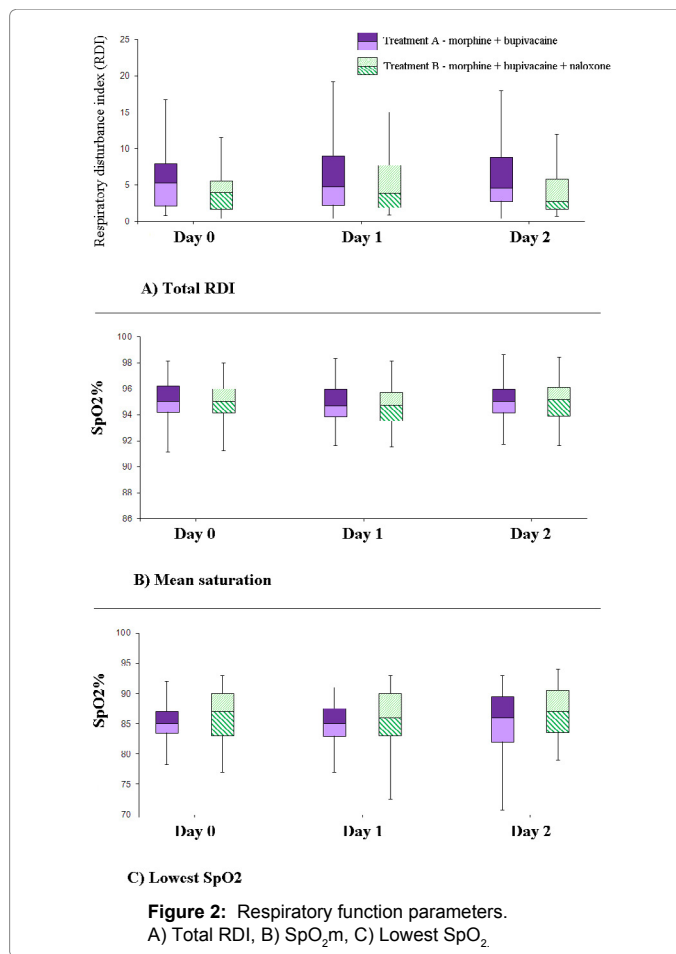 Respiratory disturbance index (RDI)
25
20
15
10
5
0
Treatment A - morphine + bupivacaine
Treatment B - morphine + bupivacaine + naloxone
Day 0 Day 1 Day 2
A) Total RDI
SpO2%
100
98
96
94
92
90
88
86
Day 0 Day 1 Day 2
B) Mean saturation
SpO2%
100
95
90
85
80
75
70
Day 0 Day 1 Day 2
C) Lowest SpO2
Figure 2: Respiratory function parameters.
A) Total RDI, B) SpO₂m, C) Lowest SpO₂.